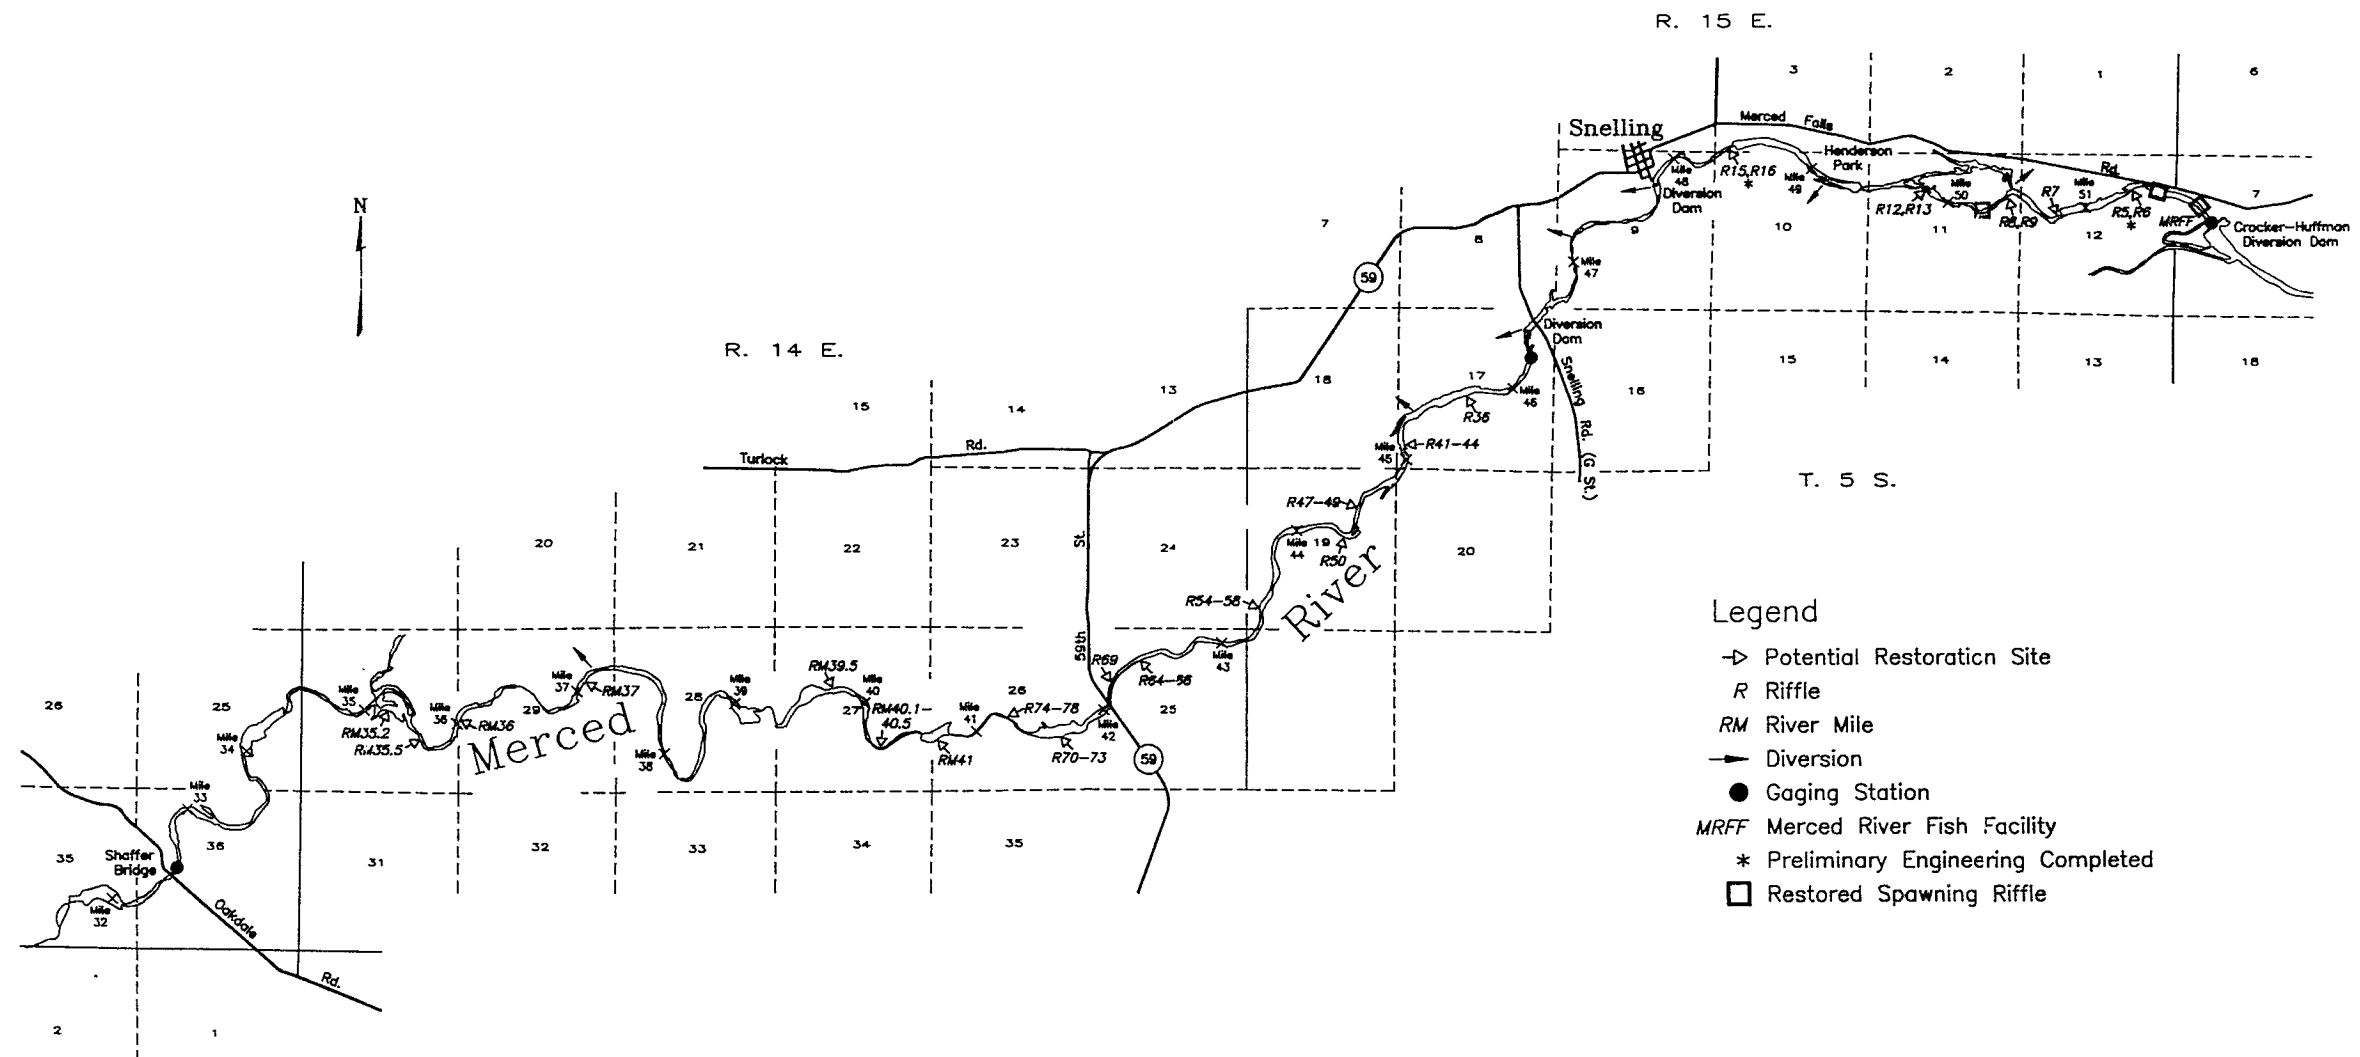 R. 15 E.
3
2
1
6
Merced Falls
Snelling
Henderson
Park
Rd.
Mile
48
R15,R16
*
Mile
49
Mile
50
R7
Mile
51
7
Diversion
Dam
R12,R13
R8,R9
R5,R6
*
MRFF
Crocker-Huffman
Diversion Dam
N
7
8
9
10
11
12
59
Mile
47
R. 14 E.
Diversion
Dam
15
14
13
18
17
16
15
14
13
18
Snelling Rd. (G St.)
Mile
46
R36
Turlock
Rd.
Mile
45
R41-44
T. 5 S.
R47-49
20
21
22
23
St.
24
Mile
44
19
R50
20
R54-58
River
59th
Mile
43
R69
26
25
Mile
35
Mile
36
RM36
29
Mile
37
RM37
28
Mile
39
RM39.5
Mile
40
27
RM40.1-
40.5
Mile
41
26
R74-78
25
Mile
42
R70-73
RM41
RM35.2
RM35.5
Merced
Mile
38
59
Mile
34
Mile
33
35
Shaffer
Bridge
36
31
32
33
34
35
Mile
32
Oakdale
Rd.
2
1
Legend
Potential Restoration Site
R Riffle
RM River Mile
Diversion
Gaging Station
MRFF Merced River Fish Facility
* Preliminary Engineering Completed
Restored Spawning Riffle